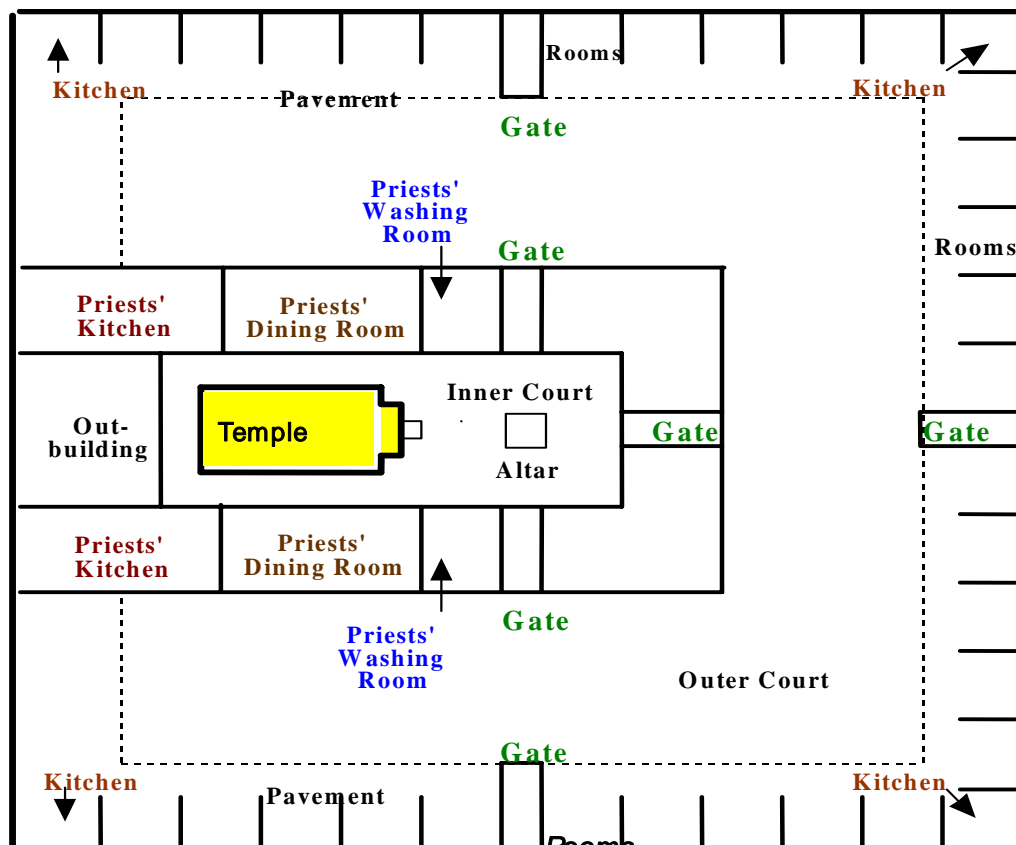 Rooms
Kitchen
Kitchen
Pavement
Gate
Priests'
Washing
Room
Gate
Rooms
Priests'
Kitchen
Priests'
Dining Room
Inner Court
Out-
building
Temple
Gate
Gate
Altar
Priests'
Kitchen
Priests'
Dining Room
Gate
Priests'
Washing
Room
Outer Court
Gate
Kitchen
Kitchen
Pavement
Rooms